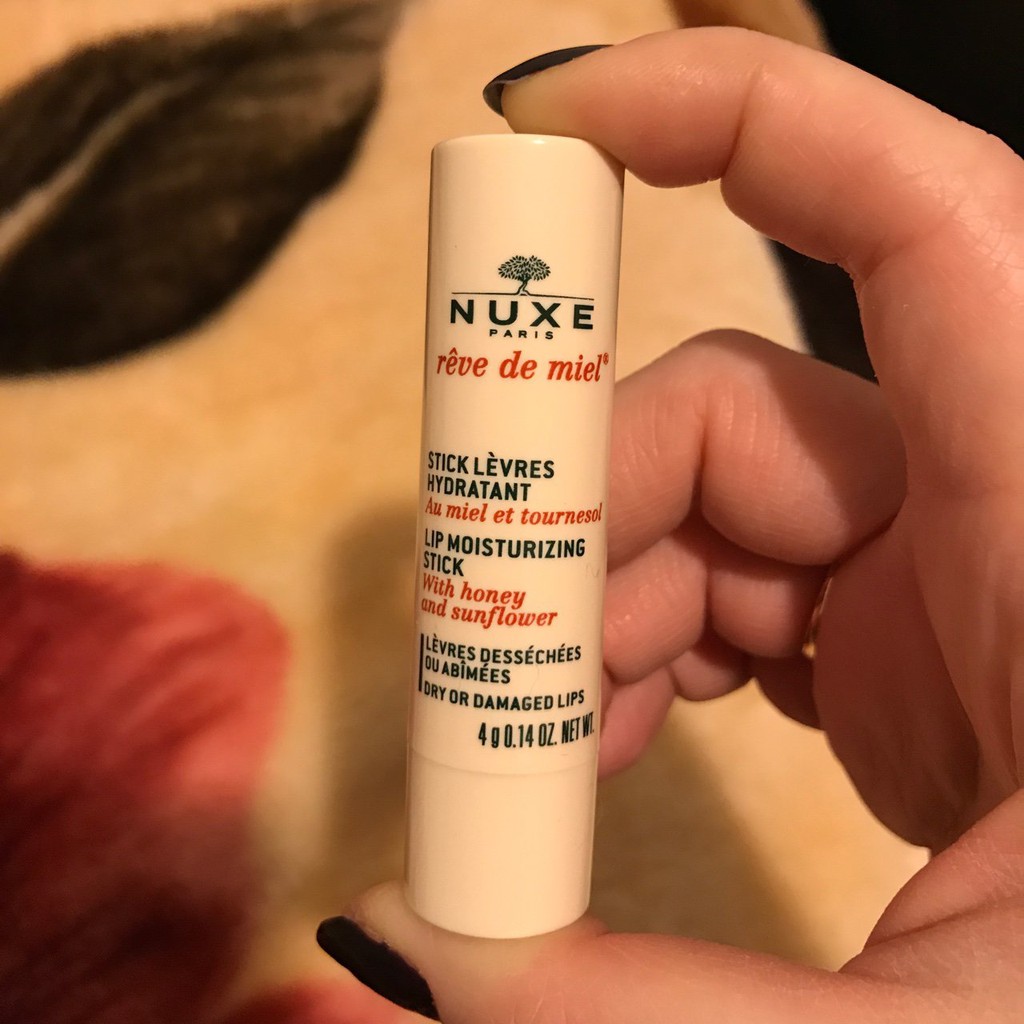 NUXE
PARIS
rêve de miel®
STICK LÈVRES
HYDRATANT
Au miel et tournesol
LIP MOISTURIZING
STICK
With honey
and sunflower
LÈVRES DESSÉCHÉES
OU ABÎMÉES
DRY OR DAMAGED LIPS
4 g 0.14 OZ. NET WT.